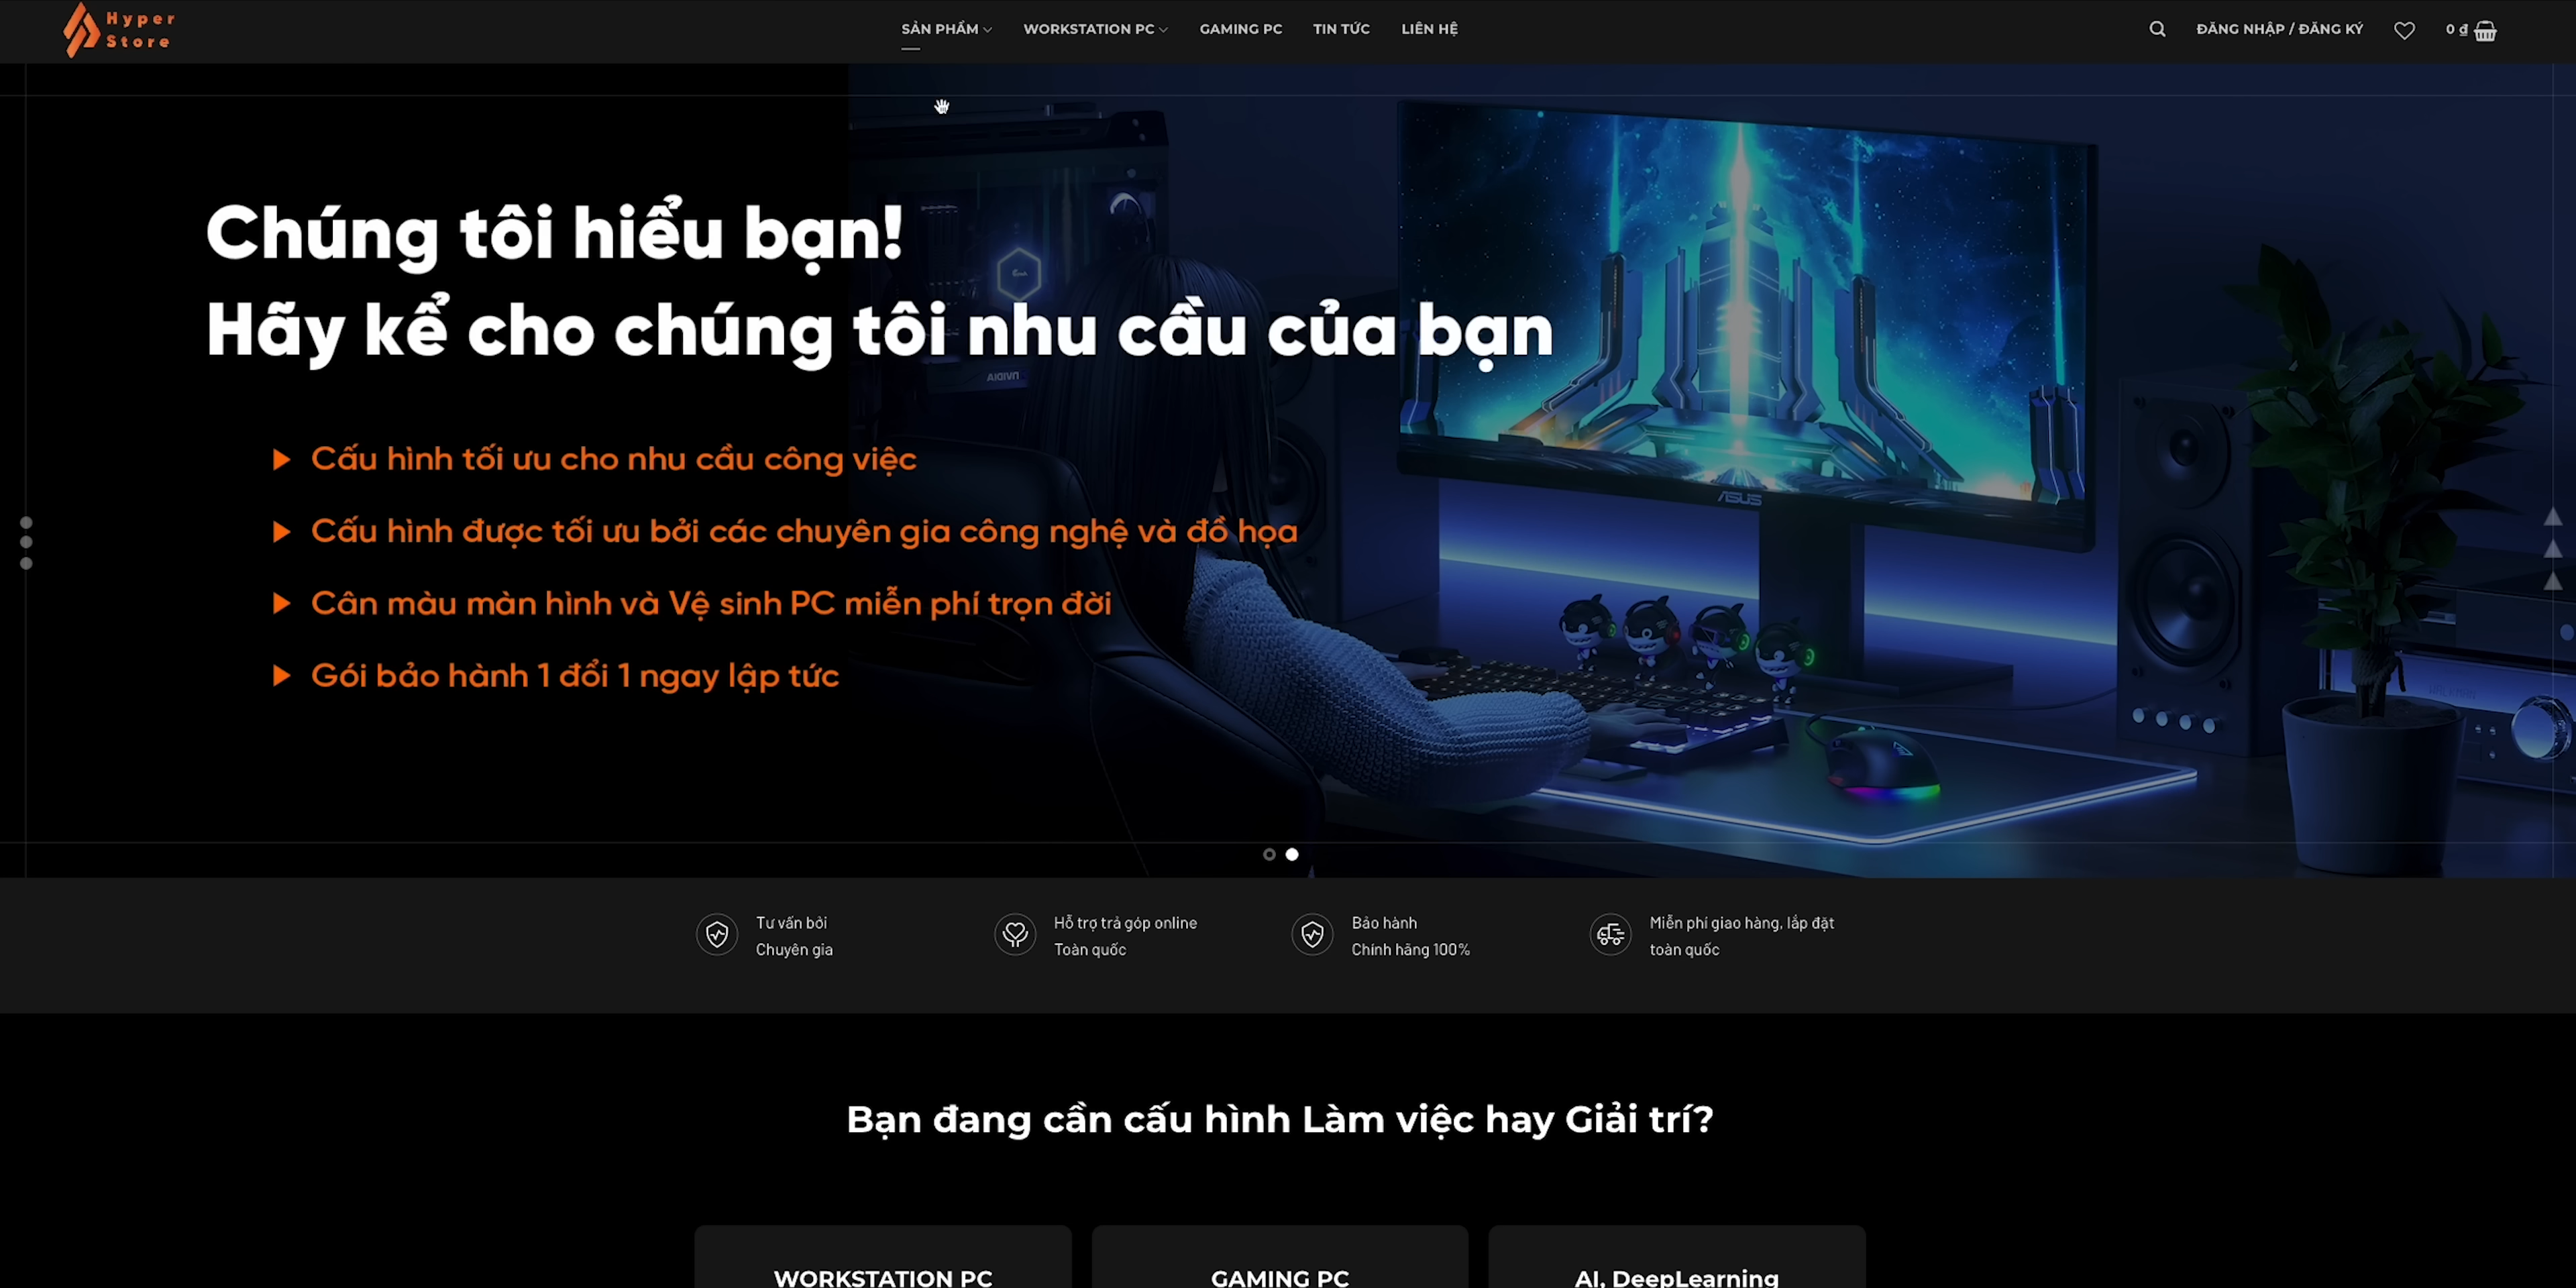 Hyper
Store
SẢN PHẨM
WORKSTATION PC
GAMING PC
TIN TỨC
LIÊN HỆ
ĐĂNG NHẬP / ĐĂNG KÝ
0 ₫
Chúng tôi hiểu bạn!
Hãy kể cho chúng tôi nhu cầu của bạn
Cấu hình tối ưu cho nhu cầu công việc
Cấu hình được tối ưu bởi các chuyên gia công nghệ và đồ họa
Cân màu màn hình và Vệ sinh PC miễn phí trọn đời
Gói bảo hành 1 đổi 1 ngay lập tức
ASUS
Tư vấn bởi
Chuyên gia
Hỗ trợ trả góp online
Toàn quốc
Bảo hành
Chính hãng 100%
Miễn phí giao hàng, lắp đặt
toàn quốc
Bạn đang cần cấu hình Làm việc hay Giải trí?
WORKSTATION PC
GAMING PC
AI, DeepLearning